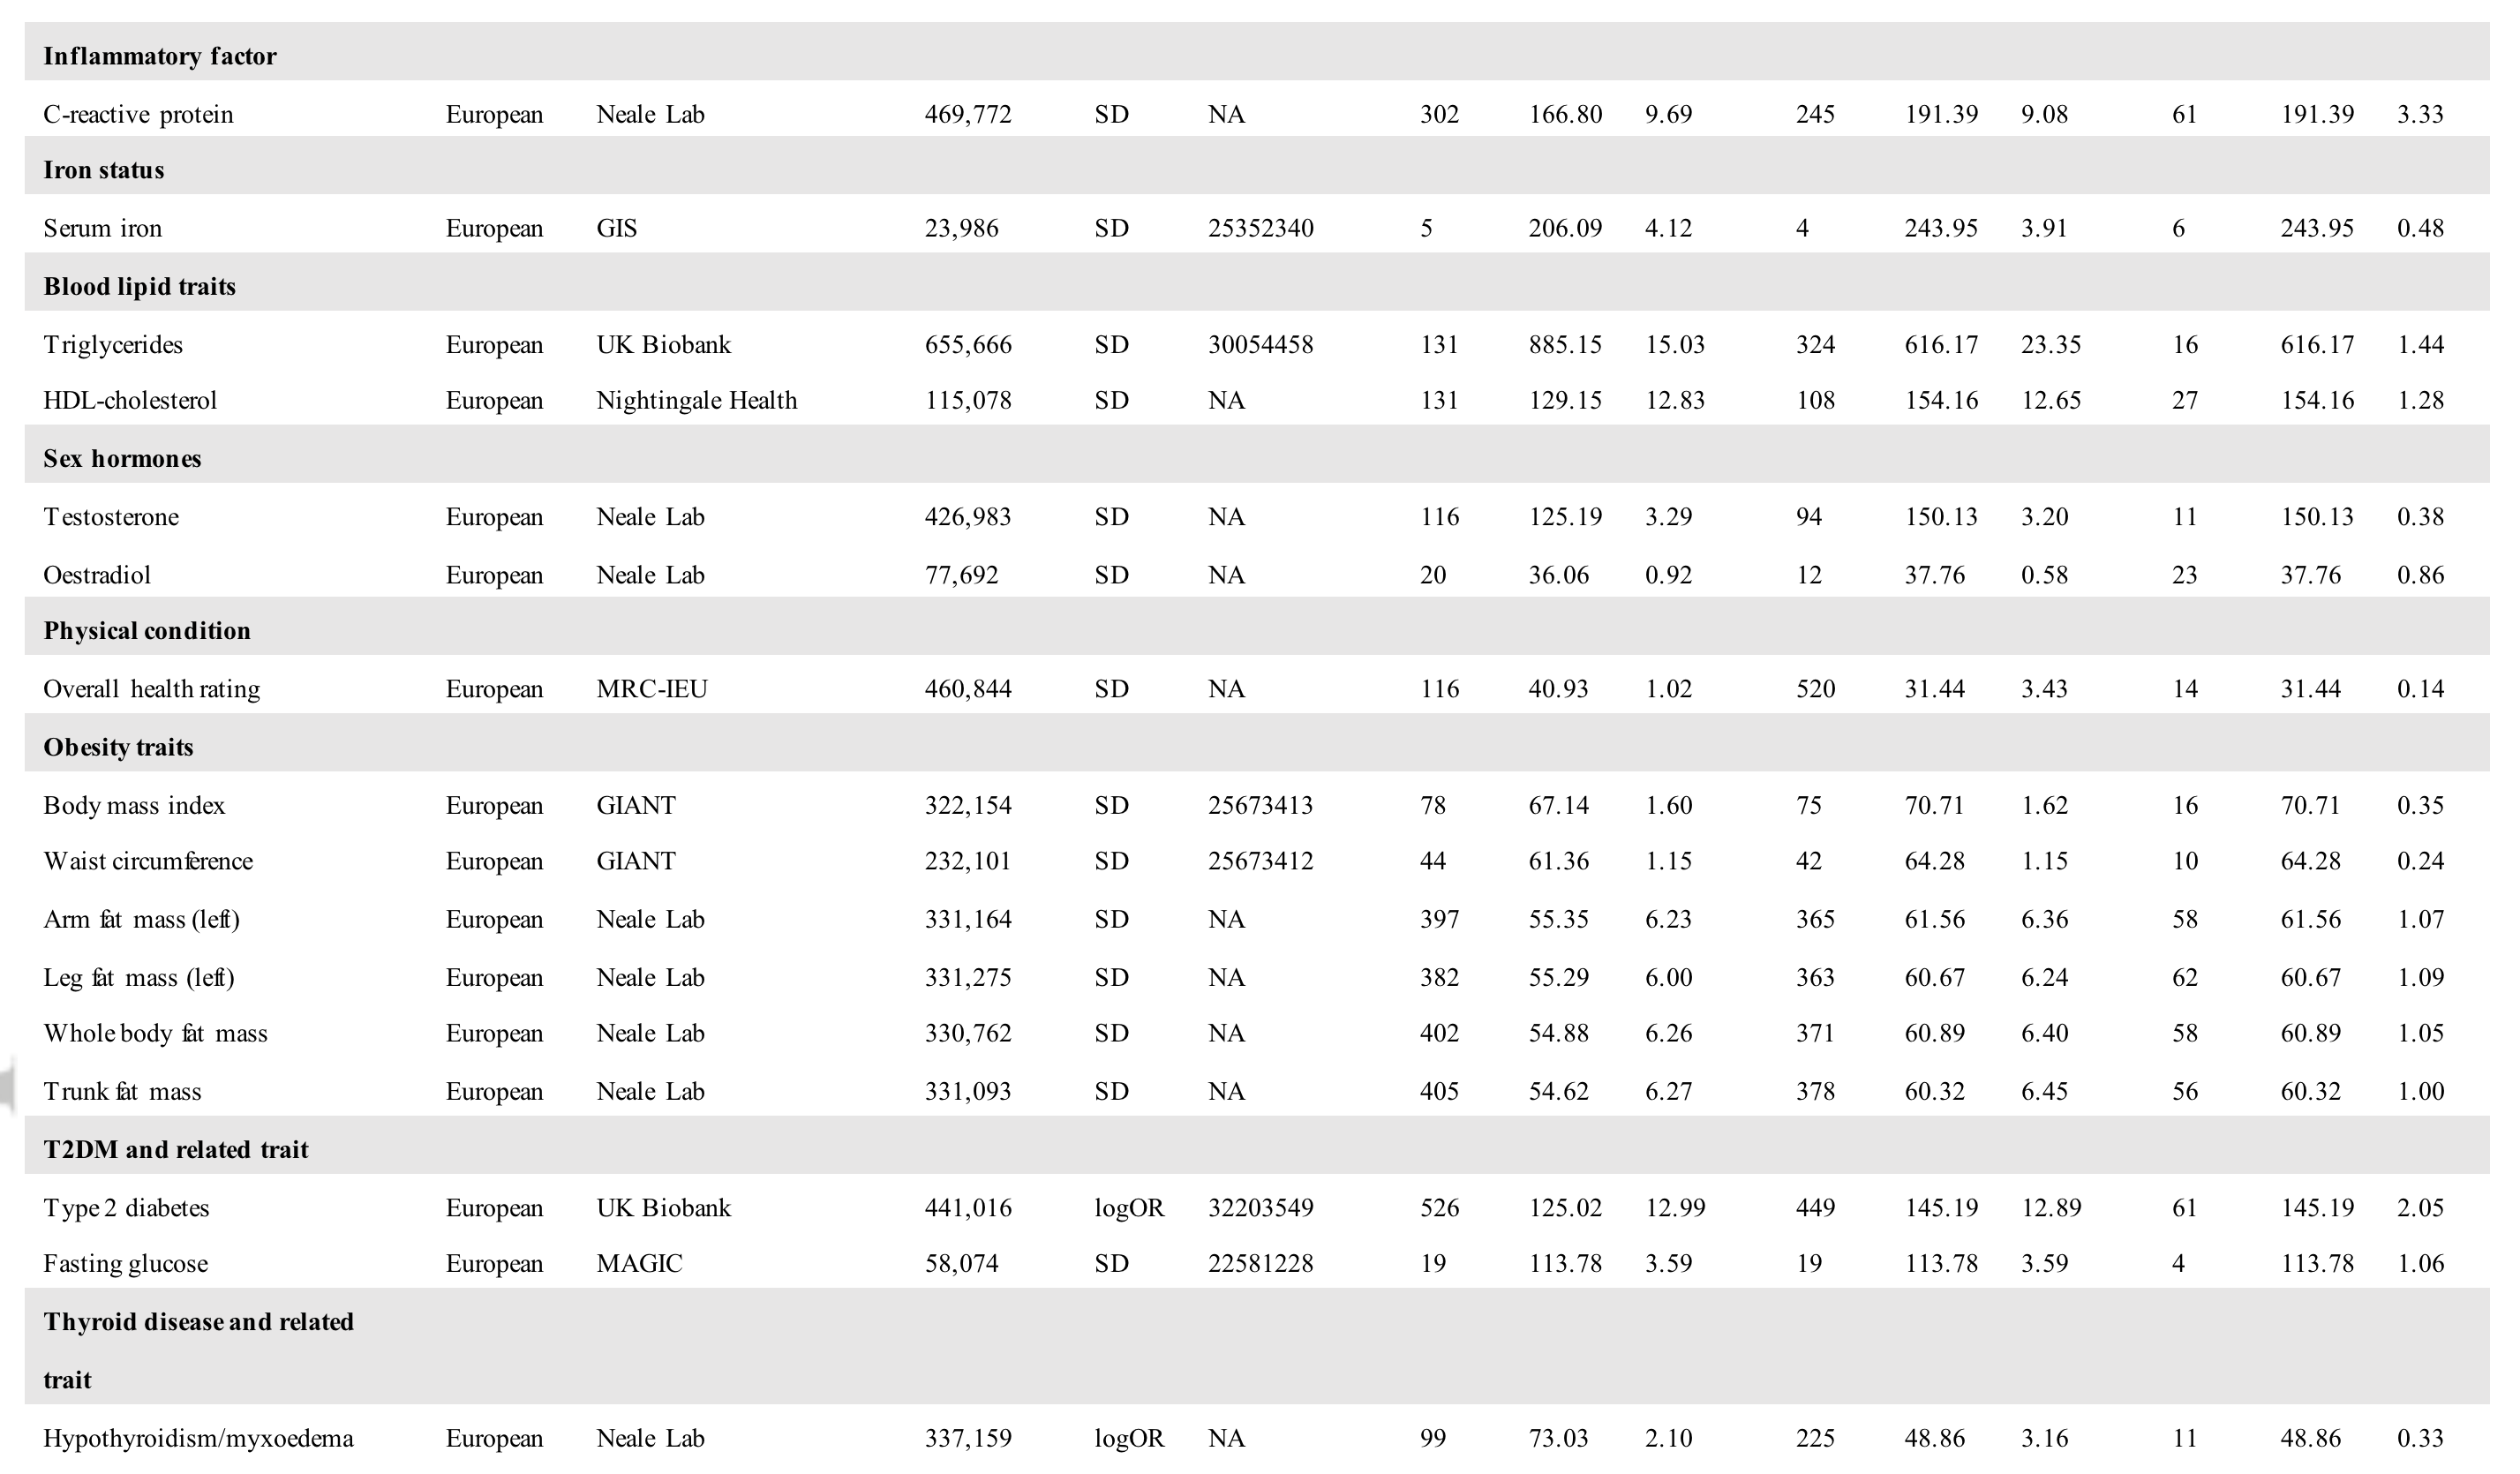 Inflammatory factor
C-reactive protein European Neale Lab 469,772 SD NA 302 166.80 9.69 245 191.39 9.08 61 191.39 3.33
Iron status
Serum iron European GIS 23,986 SD 25352340 5 206.09 4.12 4 243.95 3.91 6 243.95 0.48
Blood lipid traits
Triglycerides European UK Biobank 655,666 SD 30054458 131 885.15 15.03 324 616.17 23.35 16 616.17 1.44
HDL-cholesterol European Nightingale Health 115,078 SD NA 131 129.15 12.83 108 154.16 12.65 27 154.16 1.28
Sex hormones
Testosterone European Neale Lab 426,983 SD NA 116 125.19 3.29 94 150.13 3.20 11 150.13 0.38
Oestradiol European Neale Lab 77,692 SD NA 20 36.06 0.92 12 37.76 0.58 23 37.76 0.86
Physical condition
Overall health rating European MRC-IEU 460,844 SD NA 116 40.93 1.02 520 31.44 3.43 14 31.44 0.14
Obesity traits
Body mass index European GIANT 322,154 SD 25673413 78 67.14 1.60 75 70.71 1.62 16 70.71 0.35
Waist circumference European GIANT 232,101 SD 25673412 44 61.36 1.15 42 64.28 1.15 10 64.28 0.24
Arm fat mass (left) European Neale Lab 331,164 SD NA 397 55.35 6.23 365 61.56 6.36 58 61.56 1.07
Leg fat mass (left) European Neale Lab 331,275 SD NA 382 55.29 6.00 363 60.67 6.24 62 60.67 1.09
Whole body fat mass European Neale Lab 330,762 SD NA 402 54.88 6.26 371 60.89 6.40 58 60.89 1.05
Trunk fat mass European Neale Lab 331,093 SD NA 405 54.62 6.27 378 60.32 6.45 56 60.32 1.00
T2DM and related trait
Type 2 diabetes European UK Biobank 441,016 logOR 32203549 526 125.02 12.99 449 145.19 12.89 61 145.19 2.05
Fasting glucose European MAGIC 58,074 SD 22581228 19 113.78 3.59 19 113.78 3.59 4 113.78 1.06
Thyroid disease and related
trait
Hypothyroidism/myxoedema European Neale Lab 337,159 logOR NA 99 73.03 2.10 225 48.86 3.16 11 48.86 0.33